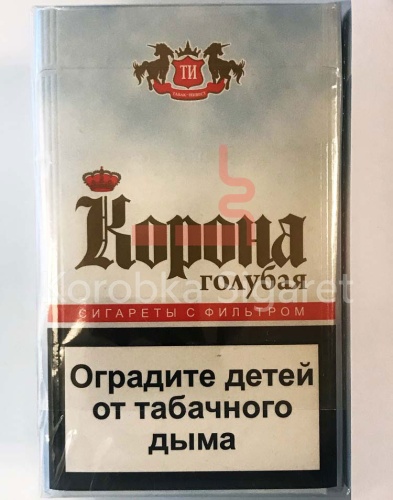 ТИ
Корона
голубая
Korobka Sigaret
СИГАРЕТЫ С ФИЛЬТРОМ
Оградите детей
от табачного
дыма